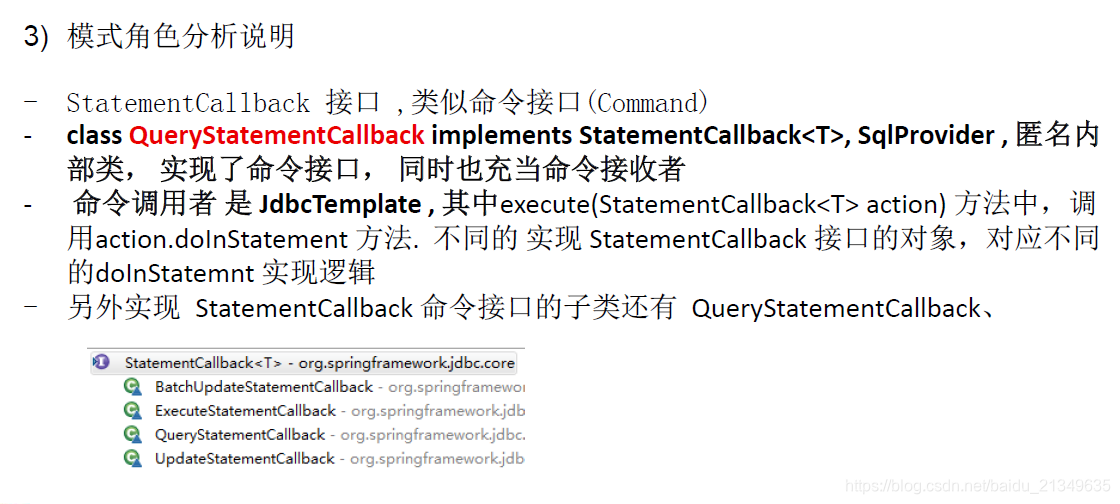 3) 模式角色分析说明
- StatementCallback 接口 ,类似命令接口(Command)
- class QueryStatementCallback implements StatementCallback<T>, SqlProvider , 匿名内
部类， 实现了命令接口， 同时也充当命令接收者
- 命令调用者 是 JdbcTemplate , 其中execute(StatementCallback<T> action) 方法中，调
用action.doInStatement 方法. 不同的 实现 StatementCallback 接口的对象，对应不同
的doInStatemnt 实现逻辑
- 另外实现 StatementCallback 命令接口的子类还有 QueryStatementCallback、
StatementCallback<T> - org.springframework.jdbc.core
BatchUpdateStatementCallback - org.springframewor
ExecuteStatementCallback - org.springframework.jdb
QueryStatementCallback - org.springframework.jdbc.
UpdateStatementCallback - org.springframework.jdb
https://blog.csdn.net/baidu_21349635